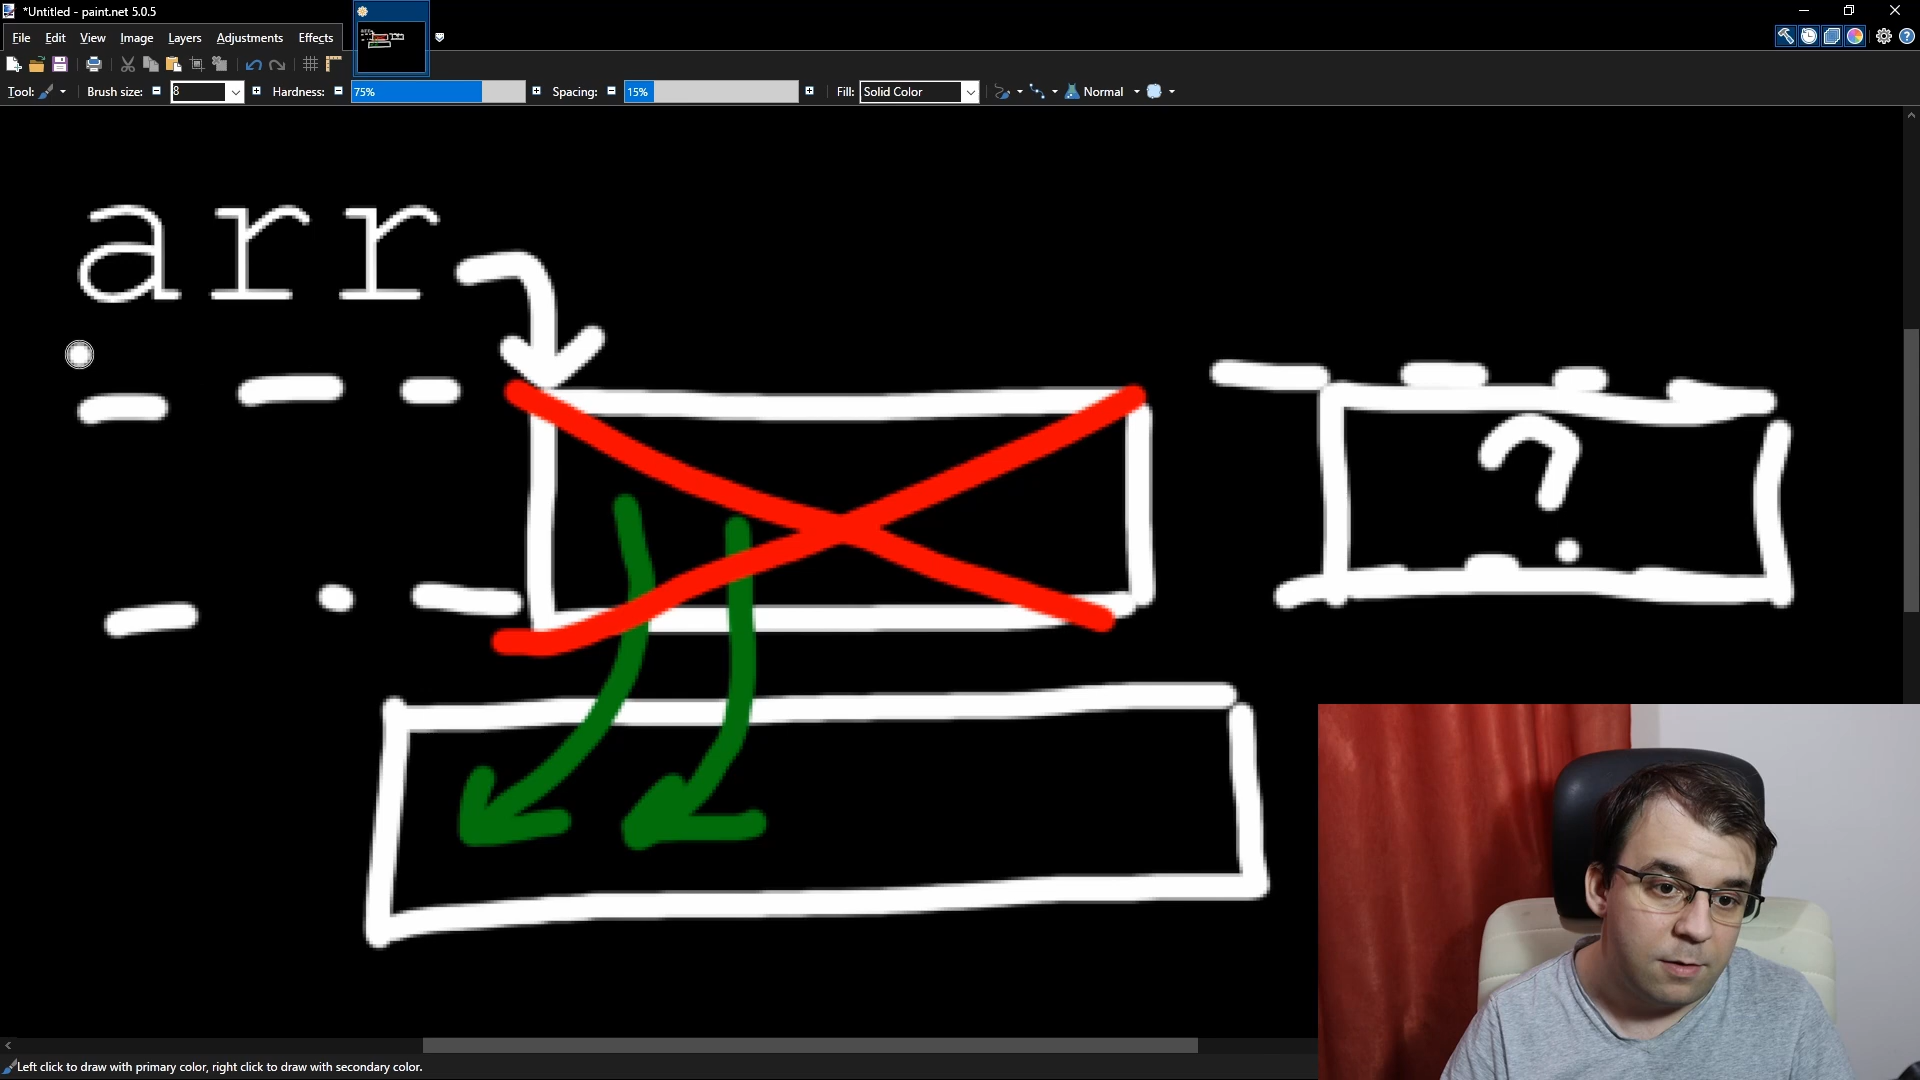 *Untitled - paint.net 5.0.5
File Edit View Image Layers Adjustments Effects
Tool: Brush size: 8 Hardness: 75% Spacing: 15% Fill: Solid Color Normal
arr
?
Left click to draw with primary color, right click to draw with secondary color.